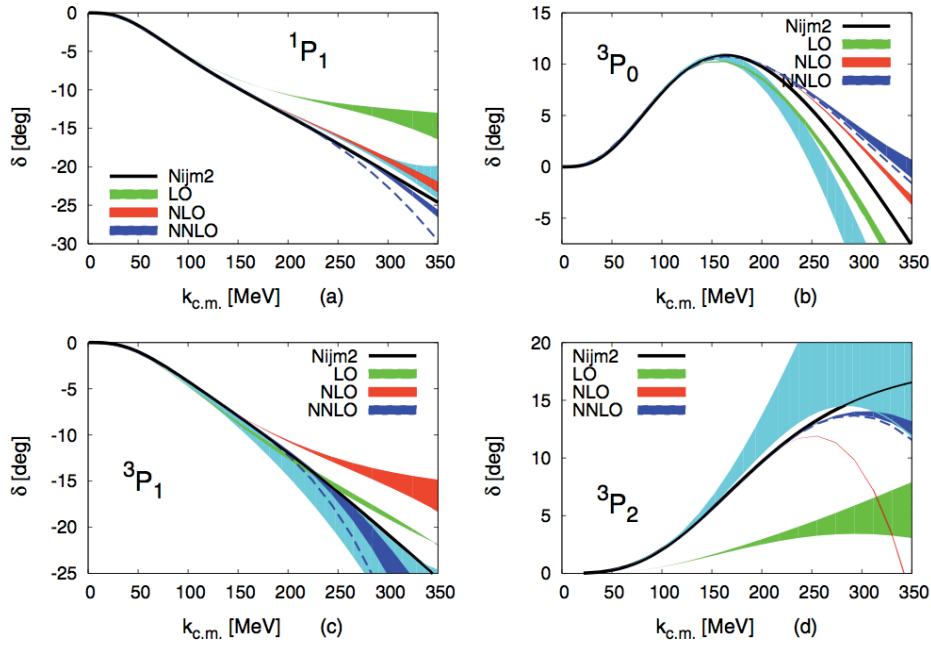 0
-5
-10
-15
-20
-25
-30
δ [deg]
¹P₁
Nijm2
LO
NLO
NNLO
0 50 100 150 200 250 300 350
k_c.m. [MeV] (a)
15
10
5
0
-5
δ [deg]
³P₀
Nijm2
LO
NLO
NNLO
0 50 100 150 200 250 300 350
k_c.m. [MeV] (b)
0
-5
-10
-15
-20
-25
δ [deg]
³P₁
Nijm2
LO
NLO
NNLO
0 50 100 150 200 250 300 350
k_c.m. [MeV] (c)
20
15
10
5
0
δ [deg]
³P₂
Nijm2
LO
NLO
NNLO
0 50 100 150 200 250 300 350
k_c.m. [MeV] (d)